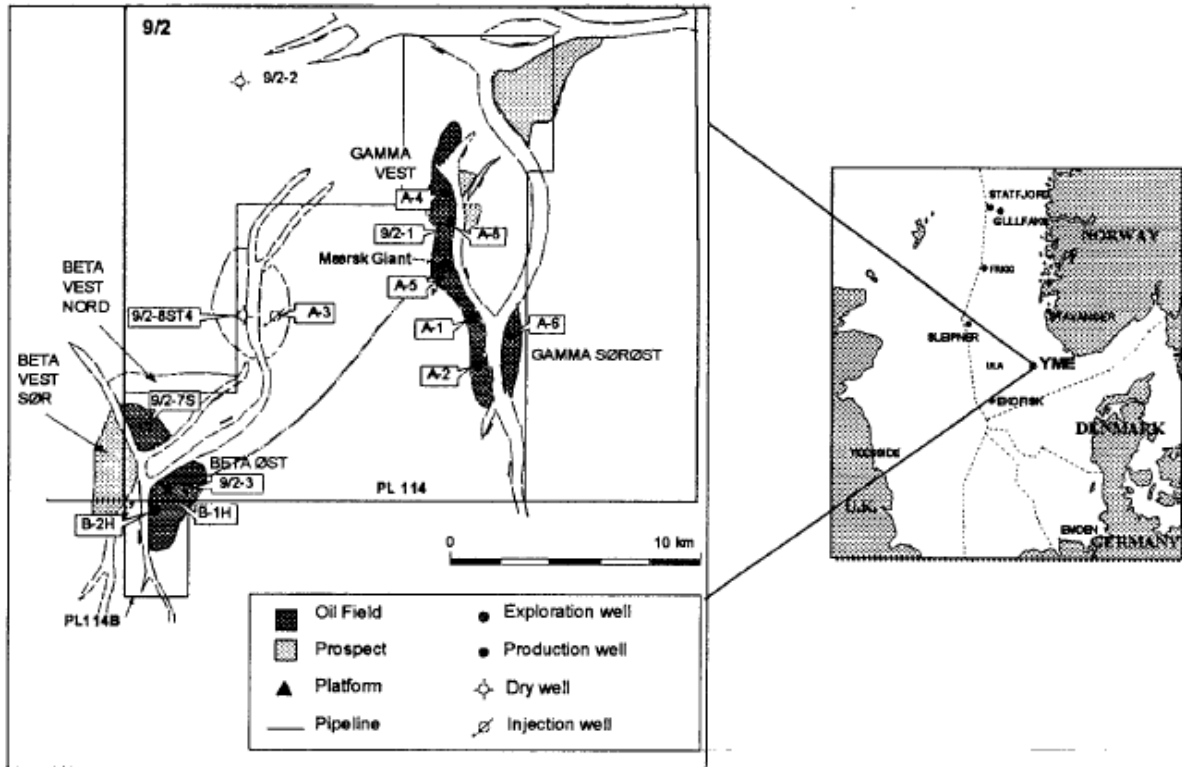 9/2
9/2-2
GAMMA
VEST
A-4
9/2-1
A-8
Mærsk Giant
A-5
A-1
A-6
A-2
GAMMA SØRØST
BETA
VEST
NORD
9/2-8ST4
A-3
BETA
VEST
SØR
9/2-7S
BETA ØST
9/2-3
PL 114
B-2H
B-1H
PL114B
0 10 km
Oil Field
Prospect
Platform
Pipeline
Exploration well
Production well
Dry well
Injection well
STATFJORD
NORWAY
FRIGG
SLEIPNER
ULA
YME
EKOFISK
DENMARK
TEESSIDE
U.K.
EMDEN
GERMANY